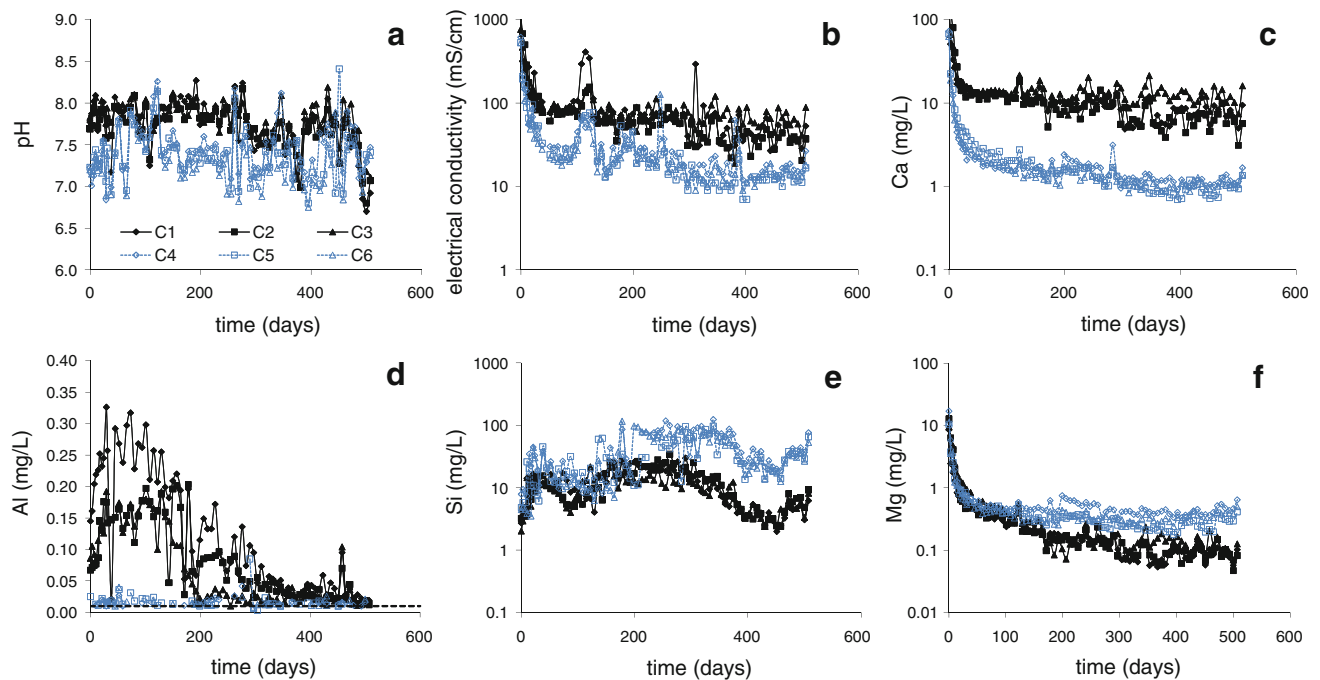 a
pH
9.0
8.5
8.0
7.5
7.0
6.5
6.0
C1 C2 C3
C4 C5 C6
0 200 400 600
time (days)
b
electrical conductivity (mS/cm)
1000
100
10
1
0 200 400 600
time (days)
c
Ca (mg/L)
100
10
1
0.1
0 200 400 600
time (days)
d
Al (mg/L)
0.40
0.35
0.30
0.25
0.20
0.15
0.10
0.05
0.00
0 200 400 600
time (days)
e
Si (mg/L)
1000
100
10
1
0.1
0 200 400 600
time (days)
f
Mg (mg/L)
100
10
1
0.1
0.01
0 100 200 300 400 500 600
time (days)